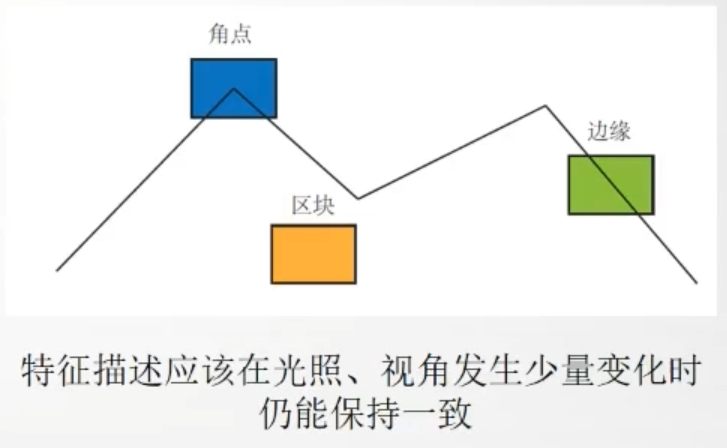 角点
边缘
区块
特征描述应该在光照、视角发生少量变化时
仍能保持一致